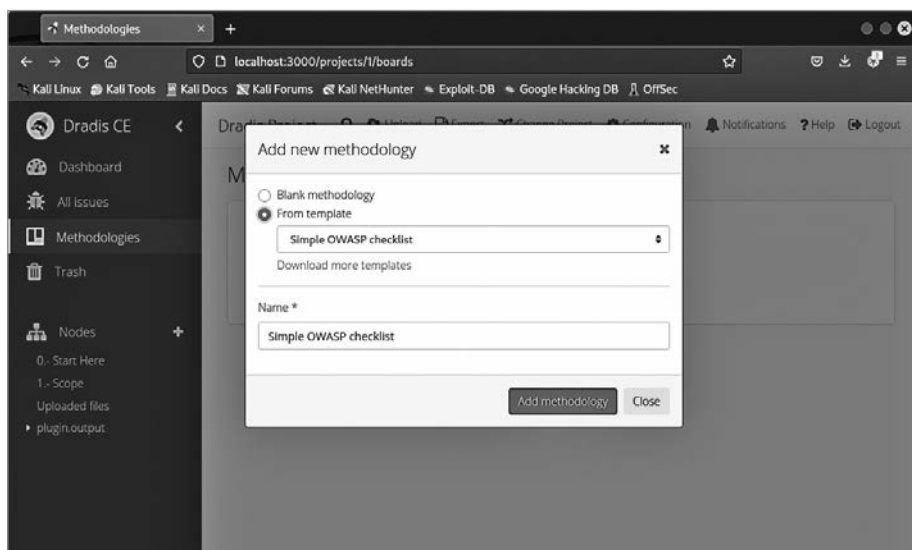 Methodologies
localhost:3000/projects/1/boards
Kali Linux Kali Tools Kali Docs Kali Forums Kali NetHunter Exploit-DB Google Hacking DB OffSec
Dradis CE
Notifications ? Help Logout
Add new methodology
Dashboard
Blank methodology
All issues
From template
Methodologies
Simple OWASP checklist
Download more templates
Trash
Name *
Nodes
Simple OWASP checklist
0.- Start Here
1.- Scope
Uploaded files
Add methodology Close
plugin.output